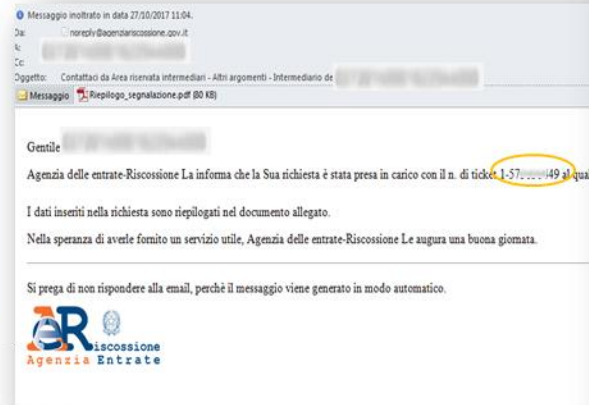 Messaggio inoltrato in data 27/10/2017 11:04.
Da: noreply@agenziariscossione.gov.it
A:
Cc:
Oggetto: Contattaci da Area riservata intermediari - Altri argomenti - Intermediario de
Messaggio Riepilogo_segnalazione.pdf (80 KB)
Gentile
Agenzia delle entrate-Riscossione La informa che la Sua richiesta è stata presa in carico con il n. di ticket 1-57 49 al qual
I dati inseriti nella richiesta sono riepilogati nel documento allegato.
Nella speranza di averle fornito un servizio utile, Agenzia delle entrate-Riscossione Le augura una buona giornata.
Si prega di non rispondere alla email, perchè il messaggio viene generato in modo automatico.
AeR iscossione
Agenzia Entrate